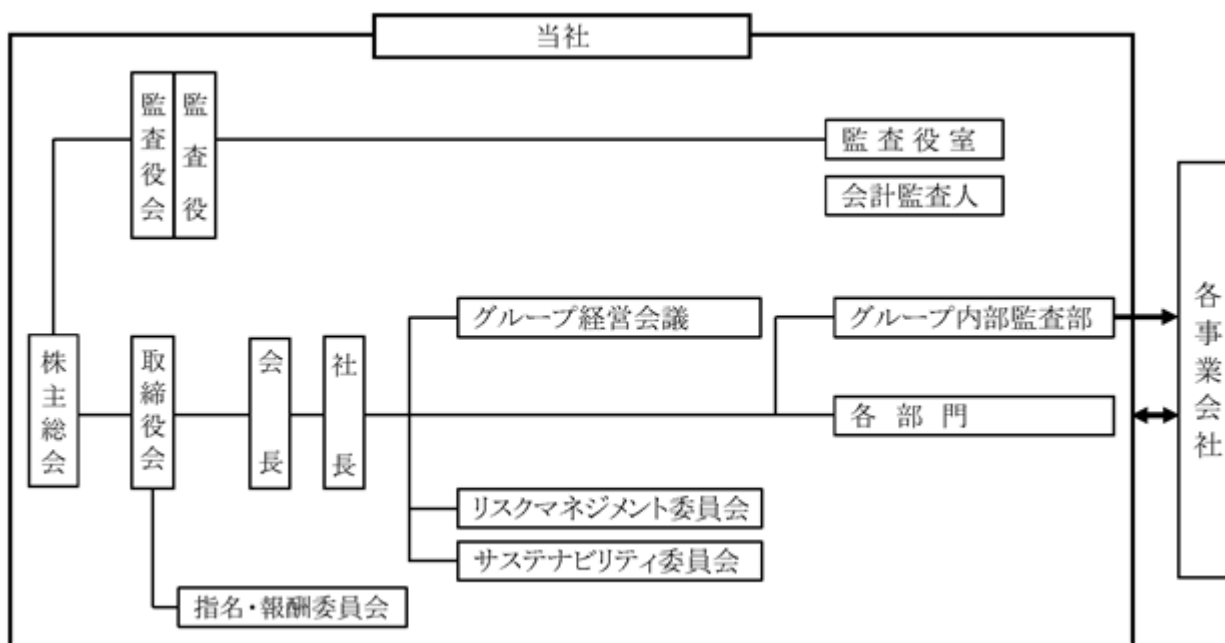 当社
監査役会
監査役
監査役室
会計監査人
株主総会
取締役会
会長
社長
グループ経営会議
グループ内部監査部
各部門
リスクマネジメント委員会
サステナビリティ委員会
指名・報酬委員会
各事業会社